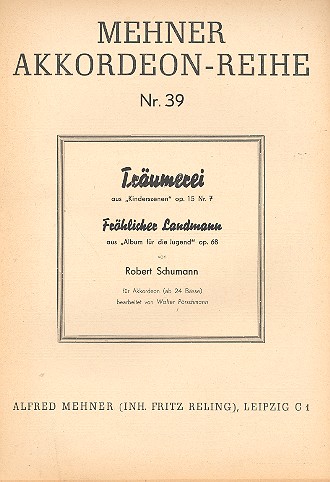 MEHNER
AKKORDEON-REIHE
Nr. 39
Träumerei
aus „Kinderszenen" op. 15 Nr. 7
Fröhlicher Landmann
aus „Album für die Jugend" op. 68
von
Robert Schumann
für Akkordeon (ab 24 Bässe)
bearbeitet von Walter Pörschmann
ALFRED MEHNER (INH. FRITZ RELING), LEIPZIG C 1